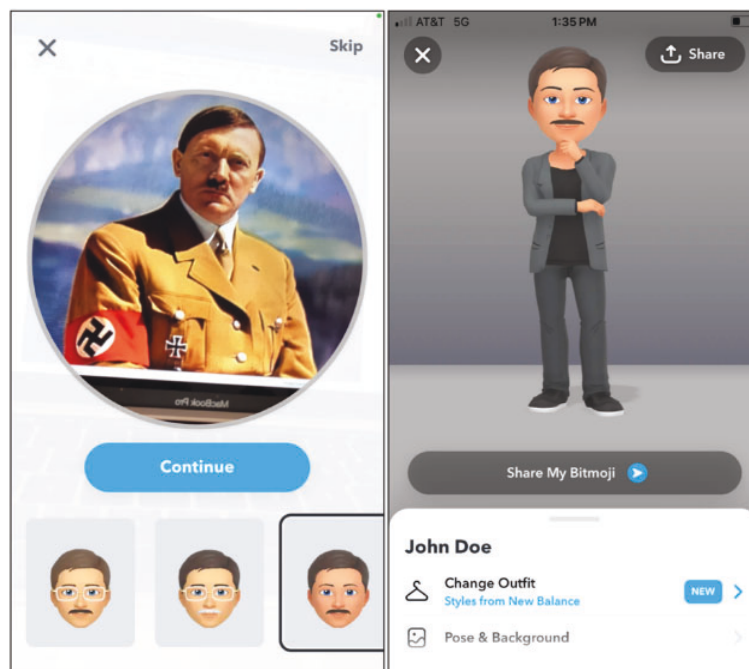 Skip
MacBook Pro
Continue
AT&T 5G
1:35 PM
Share
Share My Bitmoji
John Doe
Change Outfit
Styles from New Balance
NEW
Pose & Background